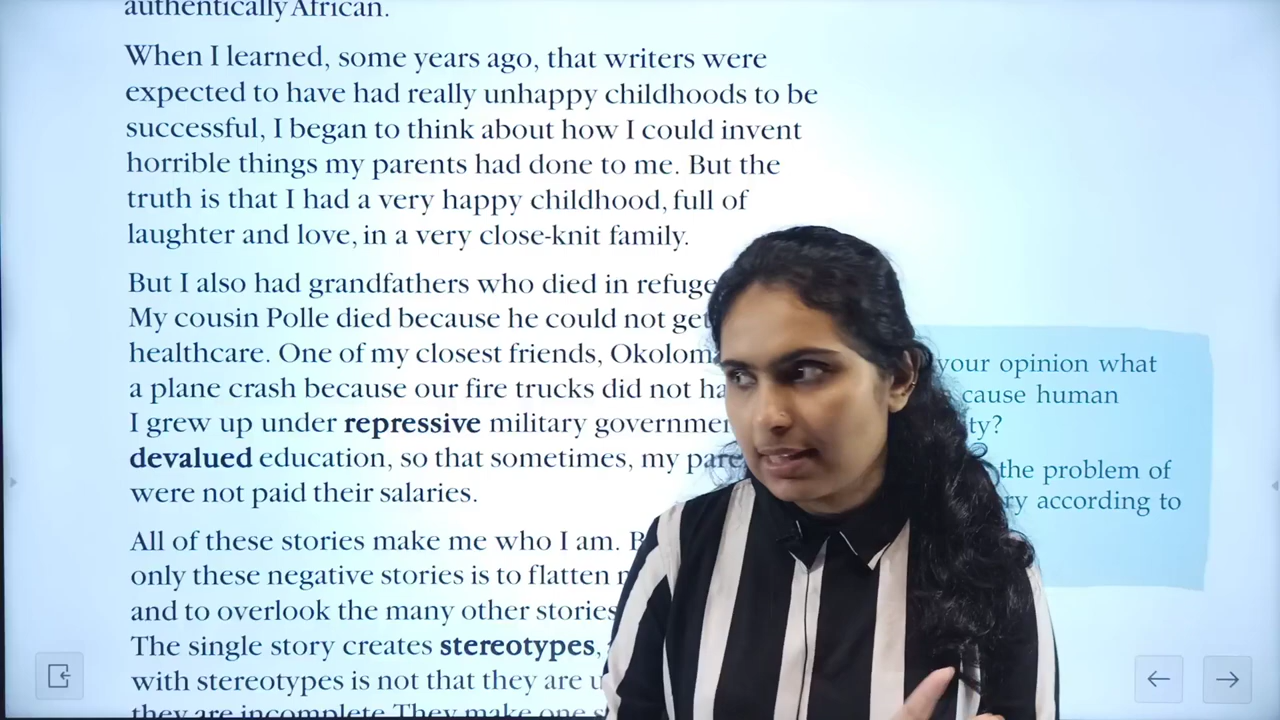 authentically African.
When I learned, some years ago, that writers were
expected to have had really unhappy childhoods to be
successful, I began to think about how I could invent
horrible things my parents had done to me. But the
truth is that I had a very happy childhood, full of
laughter and love, in a very close-knit family.
But I also had grandfathers who died in
My cousin Polle died because he could not get
healthcare. One of my closest friends,
a plane crash because our fire trucks did not
I grew up under repressive military
devalued education, so that sometimes, my
were not paid their salaries.
All of these stories make me who I am.
only these negative stories is to flatten
and to overlook the many other stories
The single story creates stereotypes,
with stereotypes is not that they are
they are incomplete. They make one
your opinion what
cause human
the problem of
according to